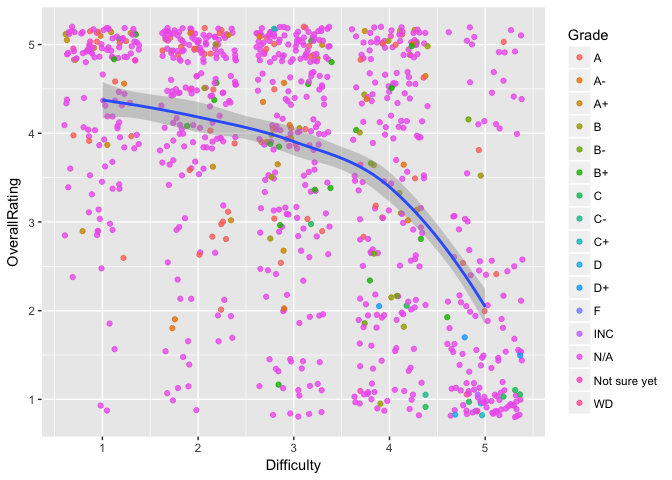 Grade
A
A-
A+
B
B-
B+
C
C-
C+
D
D+
F
INC
N/A
Not sure yet
WD
OverallRating
5
4
3
2
1
1 2 3 4 5
Difficulty